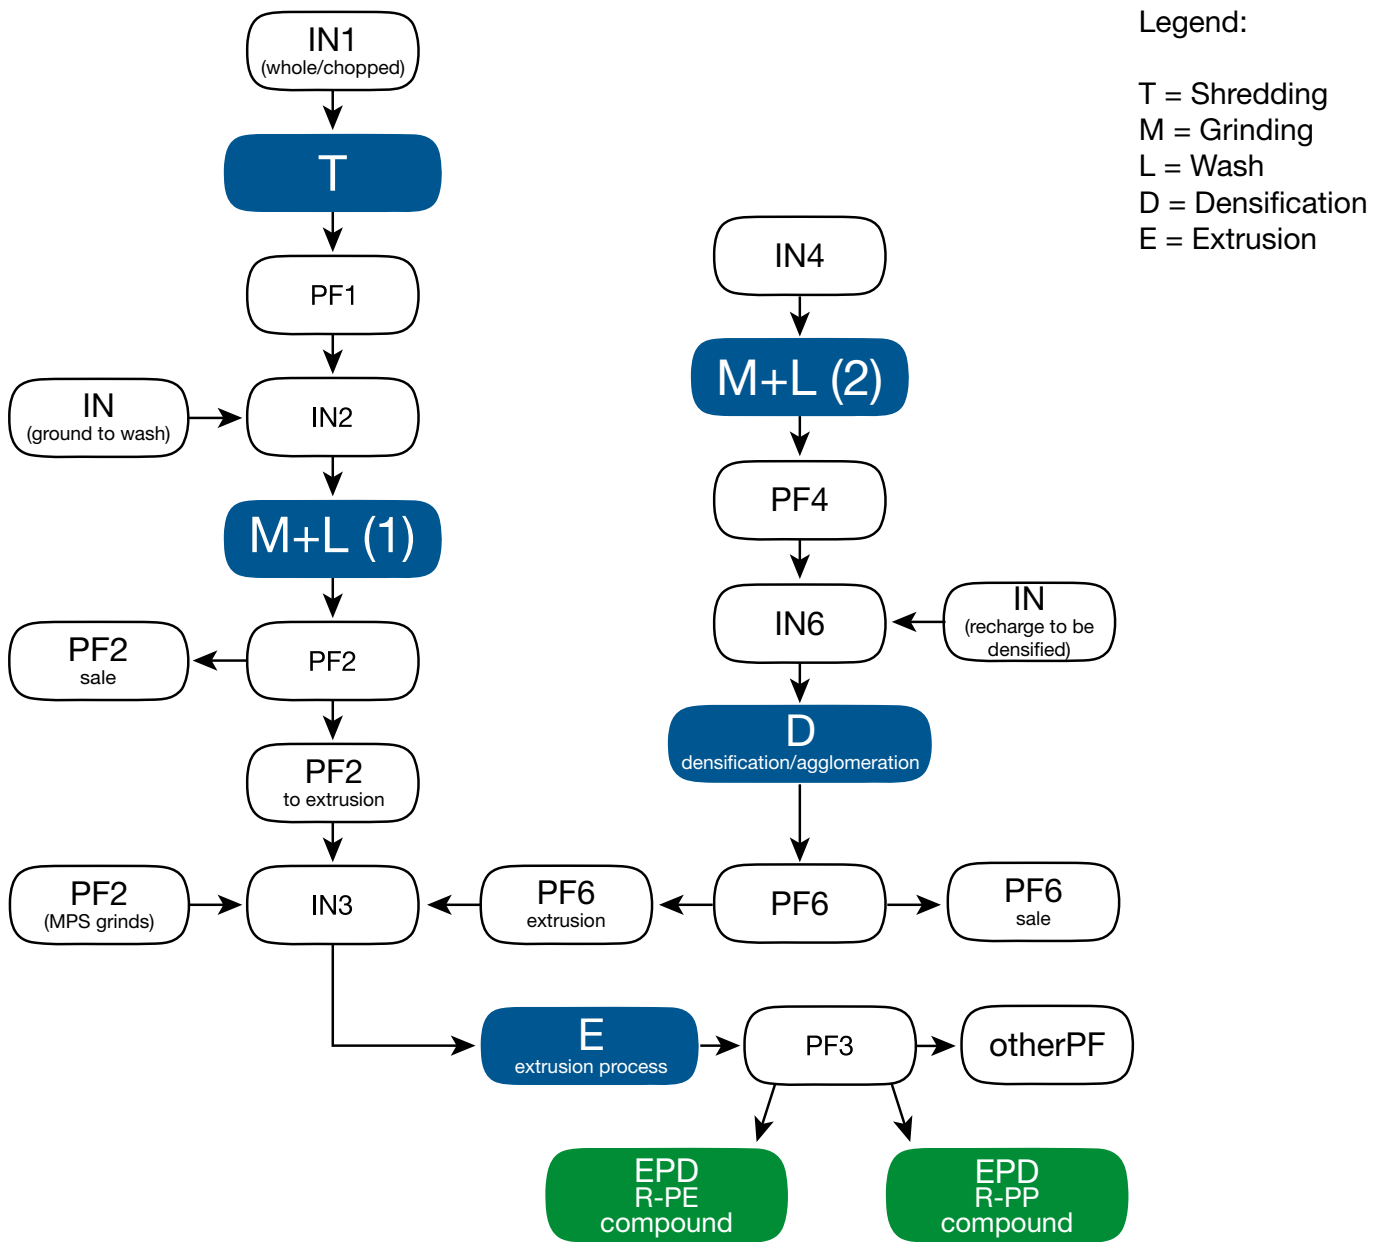 IN1
(whole/chopped)
T
PF1
IN
(ground to wash)
IN2
M+L (1)
PF2
sale
PF2
PF2
to extrusion
PF2
(MPS grinds)
IN3
IN4
M+L (2)
PF4
IN6
IN
(recharge to be
densified)
D
densification/agglomeration
PF6
extrusion
PF6
PF6
sale
E
extrusion process
PF3
otherPF
EPD
R-PE
compound
EPD
R-PP
compound
Legend:
T = Shredding
M = Grinding
L = Wash
D = Densification
E = Extrusion